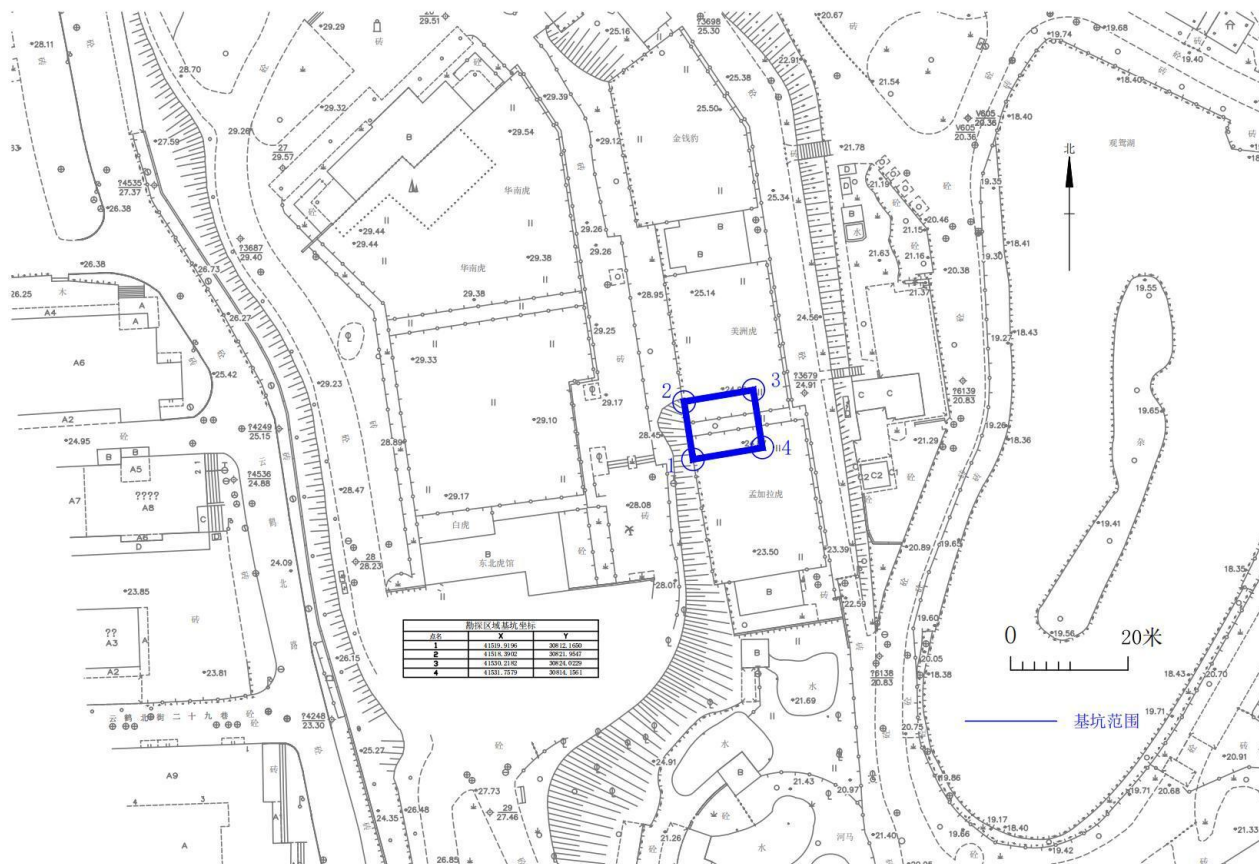 29.29
29.51
砖
25.16
?3698
25.30
20.67
19.74
19.68
19.40
28.11
28.70
29.32
22.91
21.54
18.40
29.39
25.38
25.50
29.54
金钱豹
V605
20.36
18.40
观鸳湖
27.59
29.26
27
29.57
B
29.12
21.78
北
?4535
27.37
26.38
华南虎
25.34
21.19
19.35
29.44
29.44
?3687
29.40
29.26
29.26
20.46
21.15
18.41
29.38
B
21.63
21.16
19.30
26.38
26.73
华南虎
20.38
21.37
26.25
木
A4
A
A
29.38
28.95
25.14
19.55
26.27
29.25
美洲虎
24.56
18.43
A6
29.33
19.27
25.42
29.23
29.17
2
3
?3679
24.91
C
C
?6139
20.83
A2
?4249
25.15
29.10
19.65
24.95
28.89
28.45
19.26
18.36
21.29
B
B
A5
?4536
24.88
1
4
A7
????
A8
28.47
29.17
孟加拉虎
C2
C2
28.08
C
白虎
19.41
D
东北虎馆
B
23.50
23.39
20.89
19.65
24.09
28
28.23
18.35
23.85
28.01
B
22.59
??
A3
A
勘探区域基坑坐标
点名 X Y
1 41519.9196 30812.1650
2 41518.3902 30821.9547
3 41530.2182 30824.0229
4 41531.7579 30814.1561
19.60
19.56
0 20米
A2
23.81
26.15
B
20.05
18.38
?6138
20.83
18.43
20.70
水
21.69
云鹤北街二十九巷
?4248
23.30
20.75
19.71
基坑范围
水
25.27
24.91
20.91
A9
B
21.43
19.86
19.71
20.68
27.73
20.97
24.35
26.48
29
27.46
19.17
18.40
21.33
A
26.85
21.26
水
河马
21.40
19.66
19.42